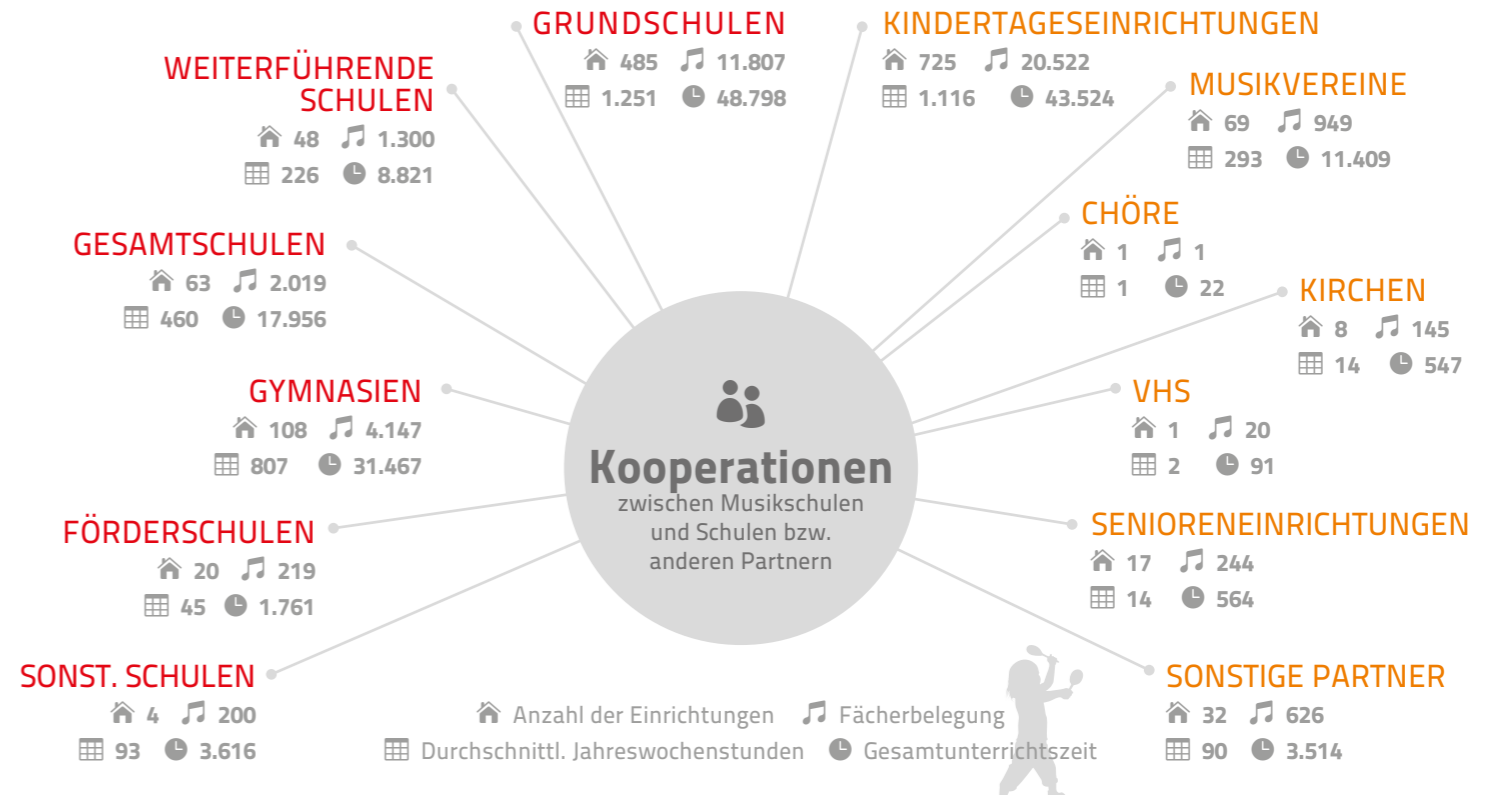 GRUNDSCHULEN
485 11.807
1.251 48.798
KINDERTAGESEINRICHTUNGEN
725 20.522
1.116 43.524
WEITERFÜHRENDE
SCHULEN
48 1.300
226 8.821
MUSIKVEREINE
69 949
293 11.409
GESAMTSCHULEN
63 2.019
460 17.956
CHÖRE
1 1
1 22
KIRCHEN
8 145
14 547
GYMNASIEN
108 4.147
807 31.467
VHS
1 20
2 91
Kooperationen
zwischen Musikschulen
und Schulen bzw.
anderen Partnern
FÖRDERSCHULEN
20 219
45 1.761
SENIORENEINRICHTUNGEN
17 244
14 564
SONST. SCHULEN
4 200
93 3.616
SONSTIGE PARTNER
32 626
90 3.514
Anzahl der Einrichtungen Fächerbelegung
Durchschnittl. Jahreswochenstunden Gesamtunterrichtszeit